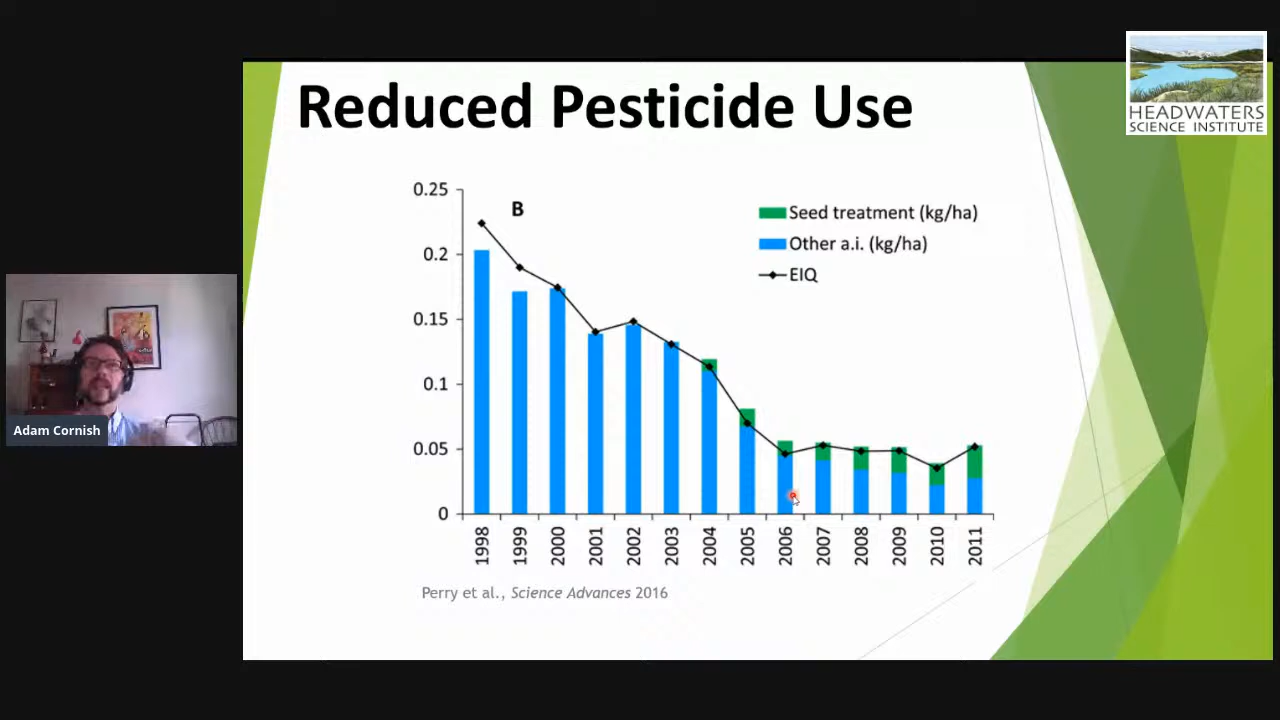 Reduced Pesticide Use
HEADWATERS
SCIENCE INSTITUTE
B
Seed treatment (kg/ha)
Other a.i. (kg/ha)
EIQ
0.25
0.2
0.15
0.1
0.05
0
1998 1999 2000 2001 2002 2003 2004 2005 2006 2007 2008 2009 2010 2011
Perry et al., Science Advances 2016
Adam Cornish